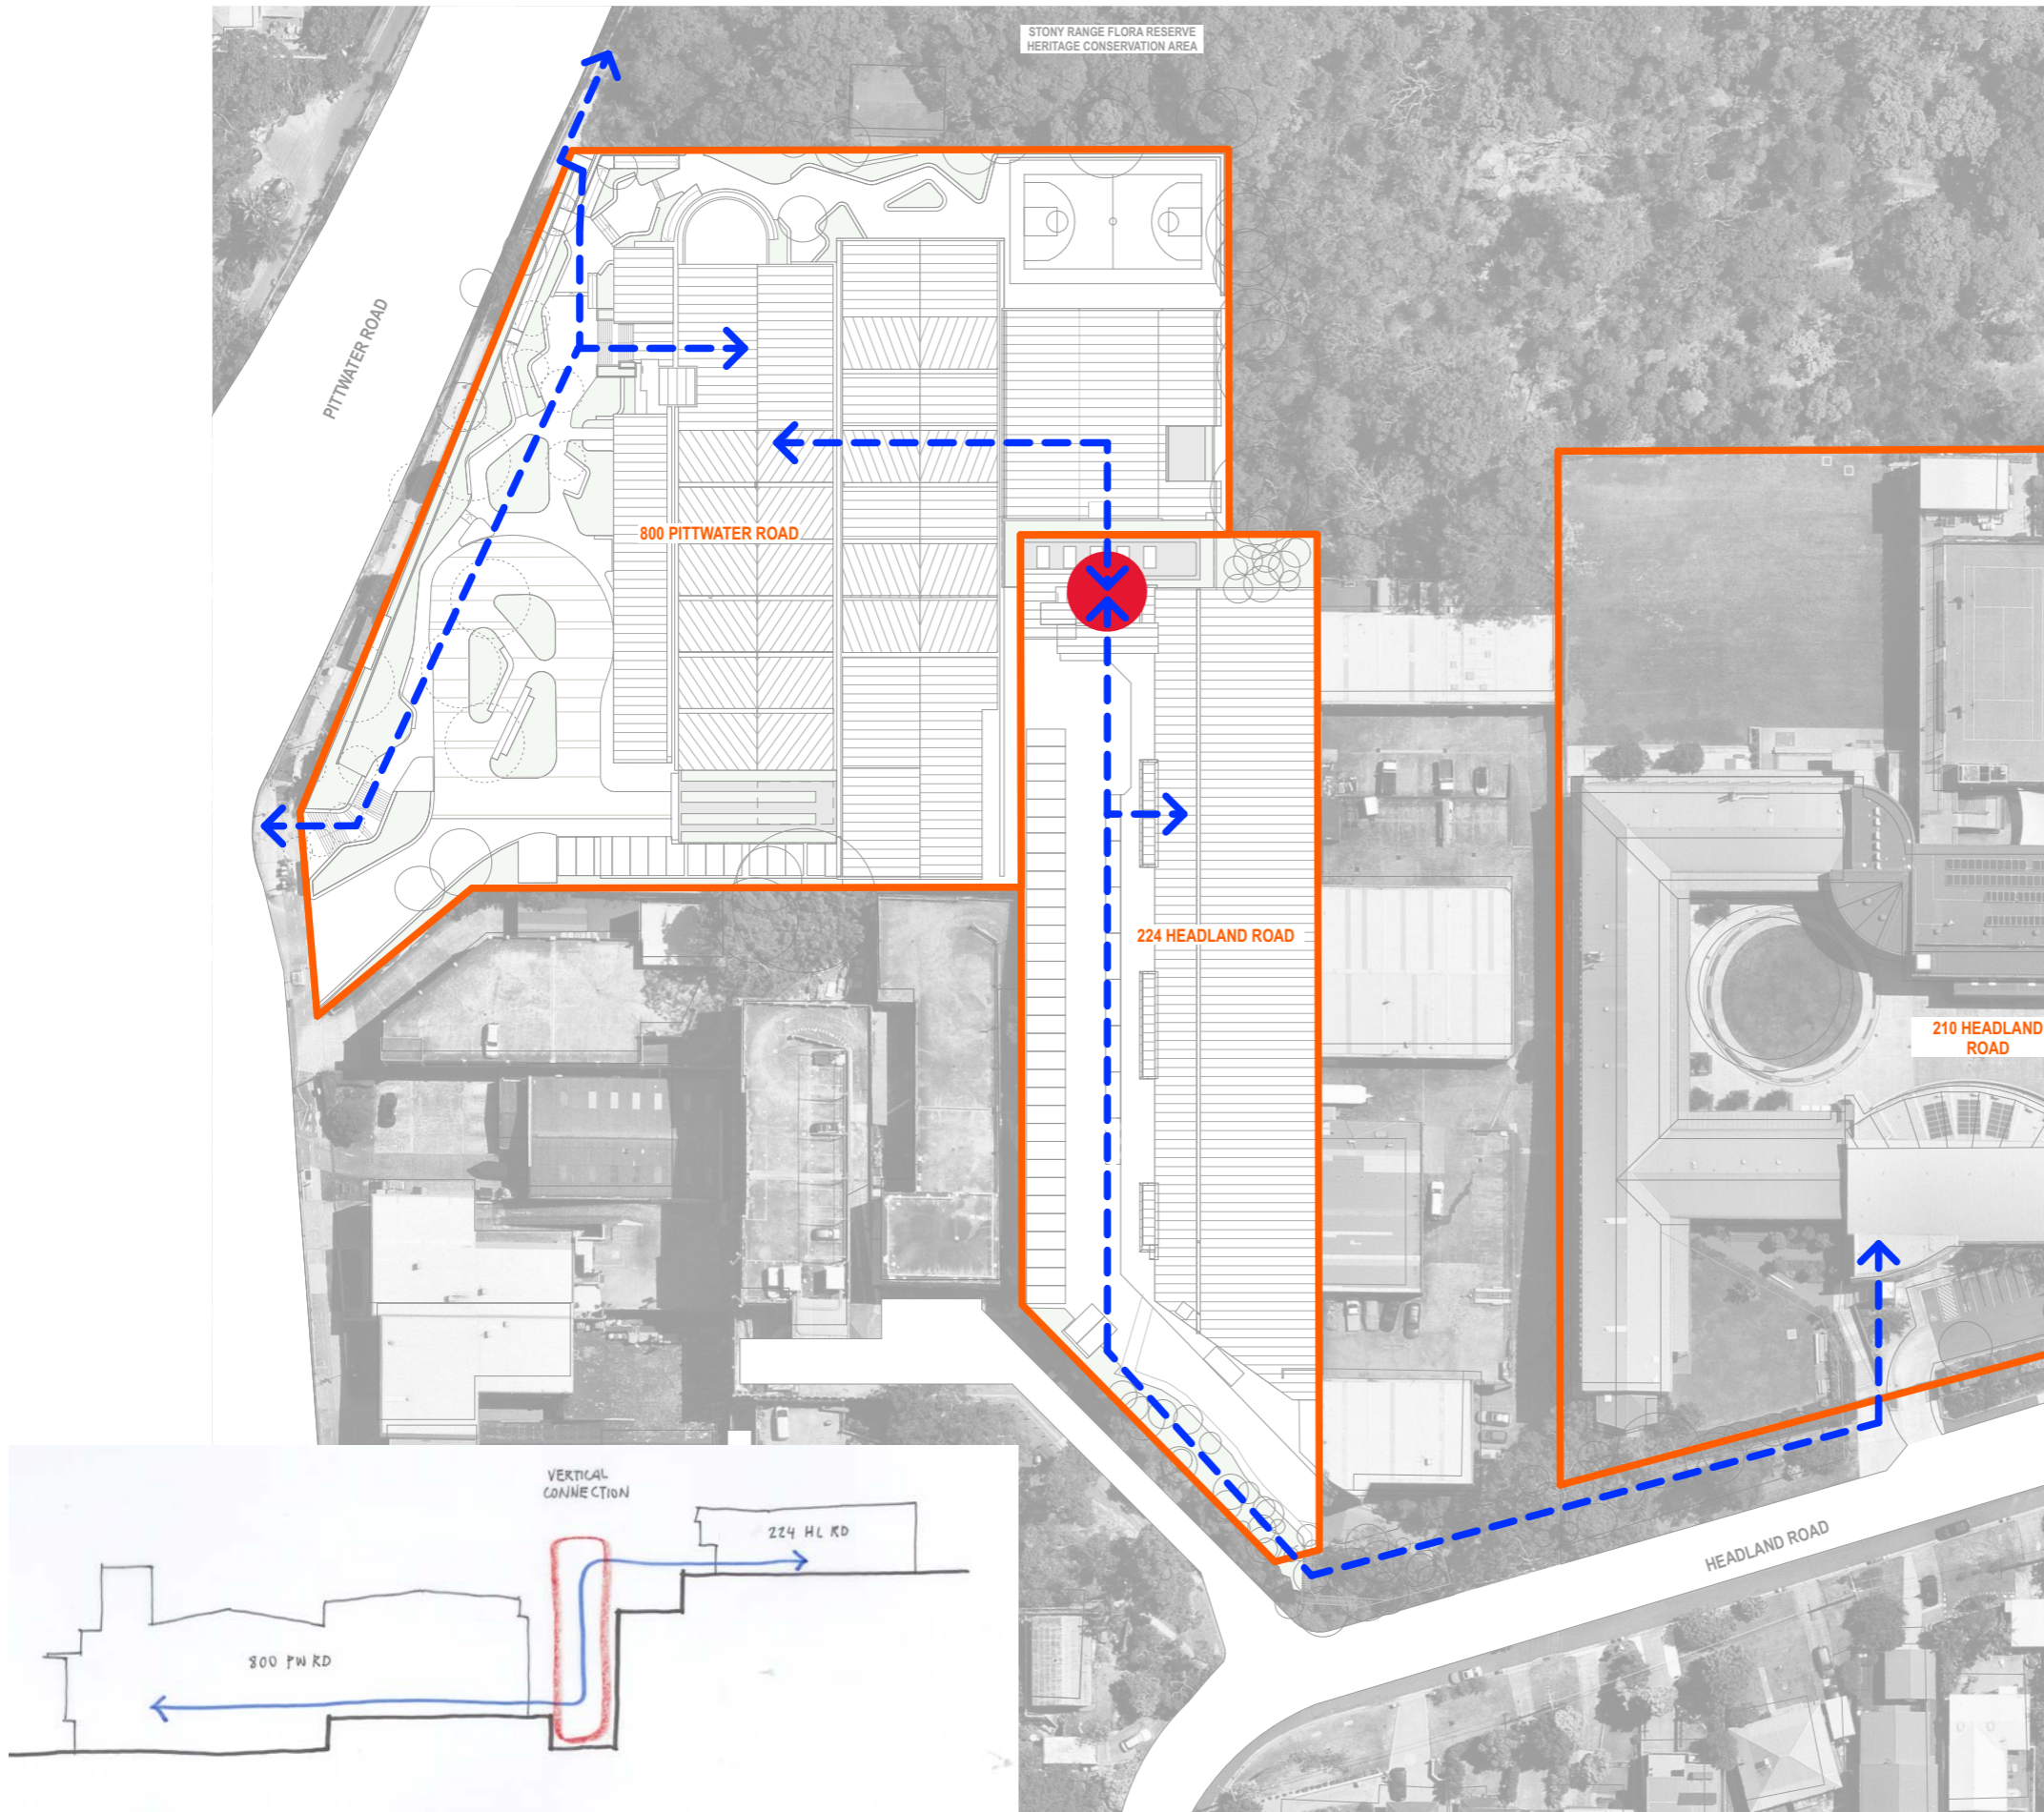 STONY RANGE FLORA RESERVE
HERITAGE CONSERVATION AREA
PITTWATER ROAD
800 PITTWATER ROAD
224 HEADLAND ROAD
210 HEADLAND
ROAD
HEADLAND ROAD
VERTICAL
CONNECTION
224 HL RD
800 PW RD